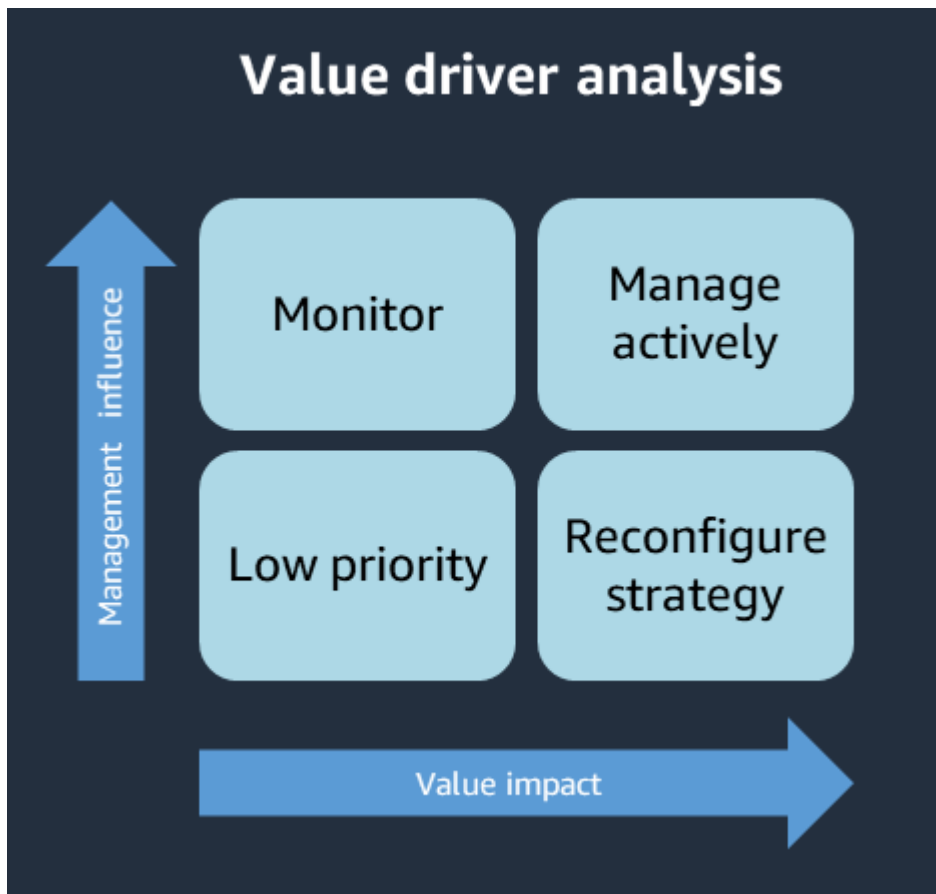 Value driver analysis
Management influence
Monitor
Manage
actively
Low priority
Reconfigure
strategy
Value impact